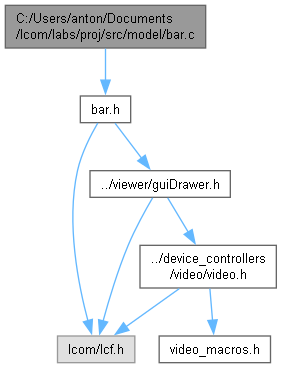 C:/Users/anton/Documents
/lcom/labs/proj/src/model/bar.c
bar.h
../viewer/guiDrawer.h
../device_controllers
/video/video.h
lcom/lcf.h
video_macros.h